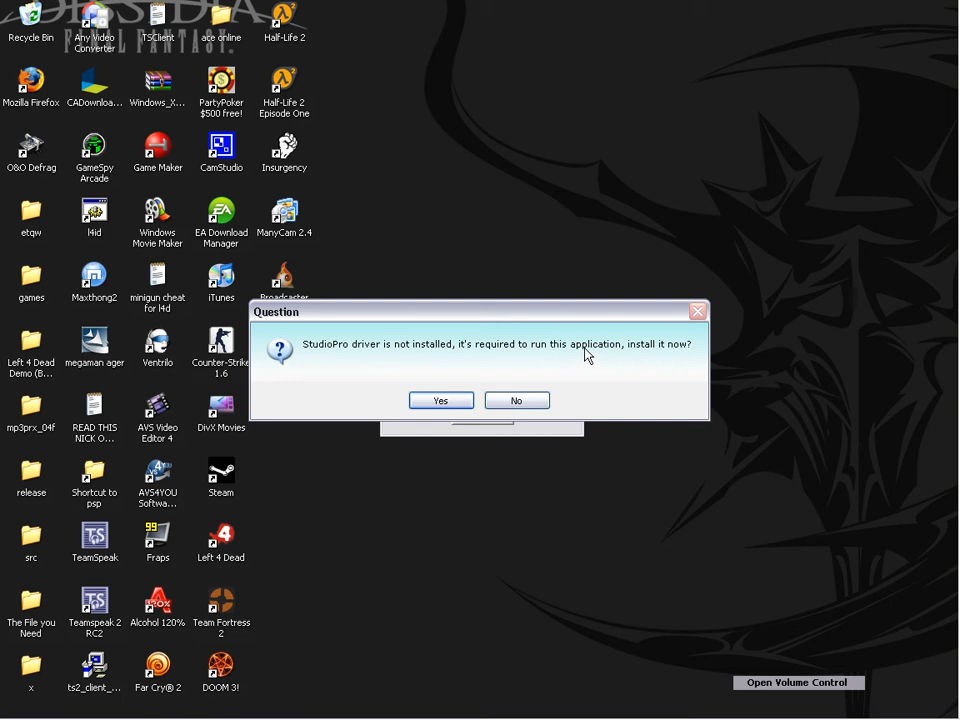 OBSIDIA
FINAL FANTASY.
Recycle Bin
Any Video
Converter
TSClient
ace online
Half-Life 2
Mozilla Firefox
CADownloa...
Windows_X...
PartyPoker
$500 free!
Half-Life 2
Episode One
O&O Defrag
GameSpy
Arcade
Game Maker
CamStudio
Insurgency
etqw
l4id
Windows
Movie Maker
EA Download
Manager
ManyCam 2.4
games
Maxthong2
minigun cheat
for l4d
iTunes
Broadcaster
Question
StudioPro driver is not installed, it's required to run this application, install it now?
Yes
No
Left 4 Dead
Demo (B...
megaman ager
Ventrilo
Counter-Strike
1.6
mp3prx_04f
READ THIS
NICK O...
AVS Video
Editor 4
DivX Movies
release
Shortcut to
psp
AVS4YOU
Softwa...
Steam
src
TeamSpeak
99
Fraps
Left 4 Dead
The File you
Need
Teamspeak 2
RC2
Alcohol 120%
Team Fortress
2
x
ts2_client_...
Far Cry® 2
DOOM 3!
Open Volume Control